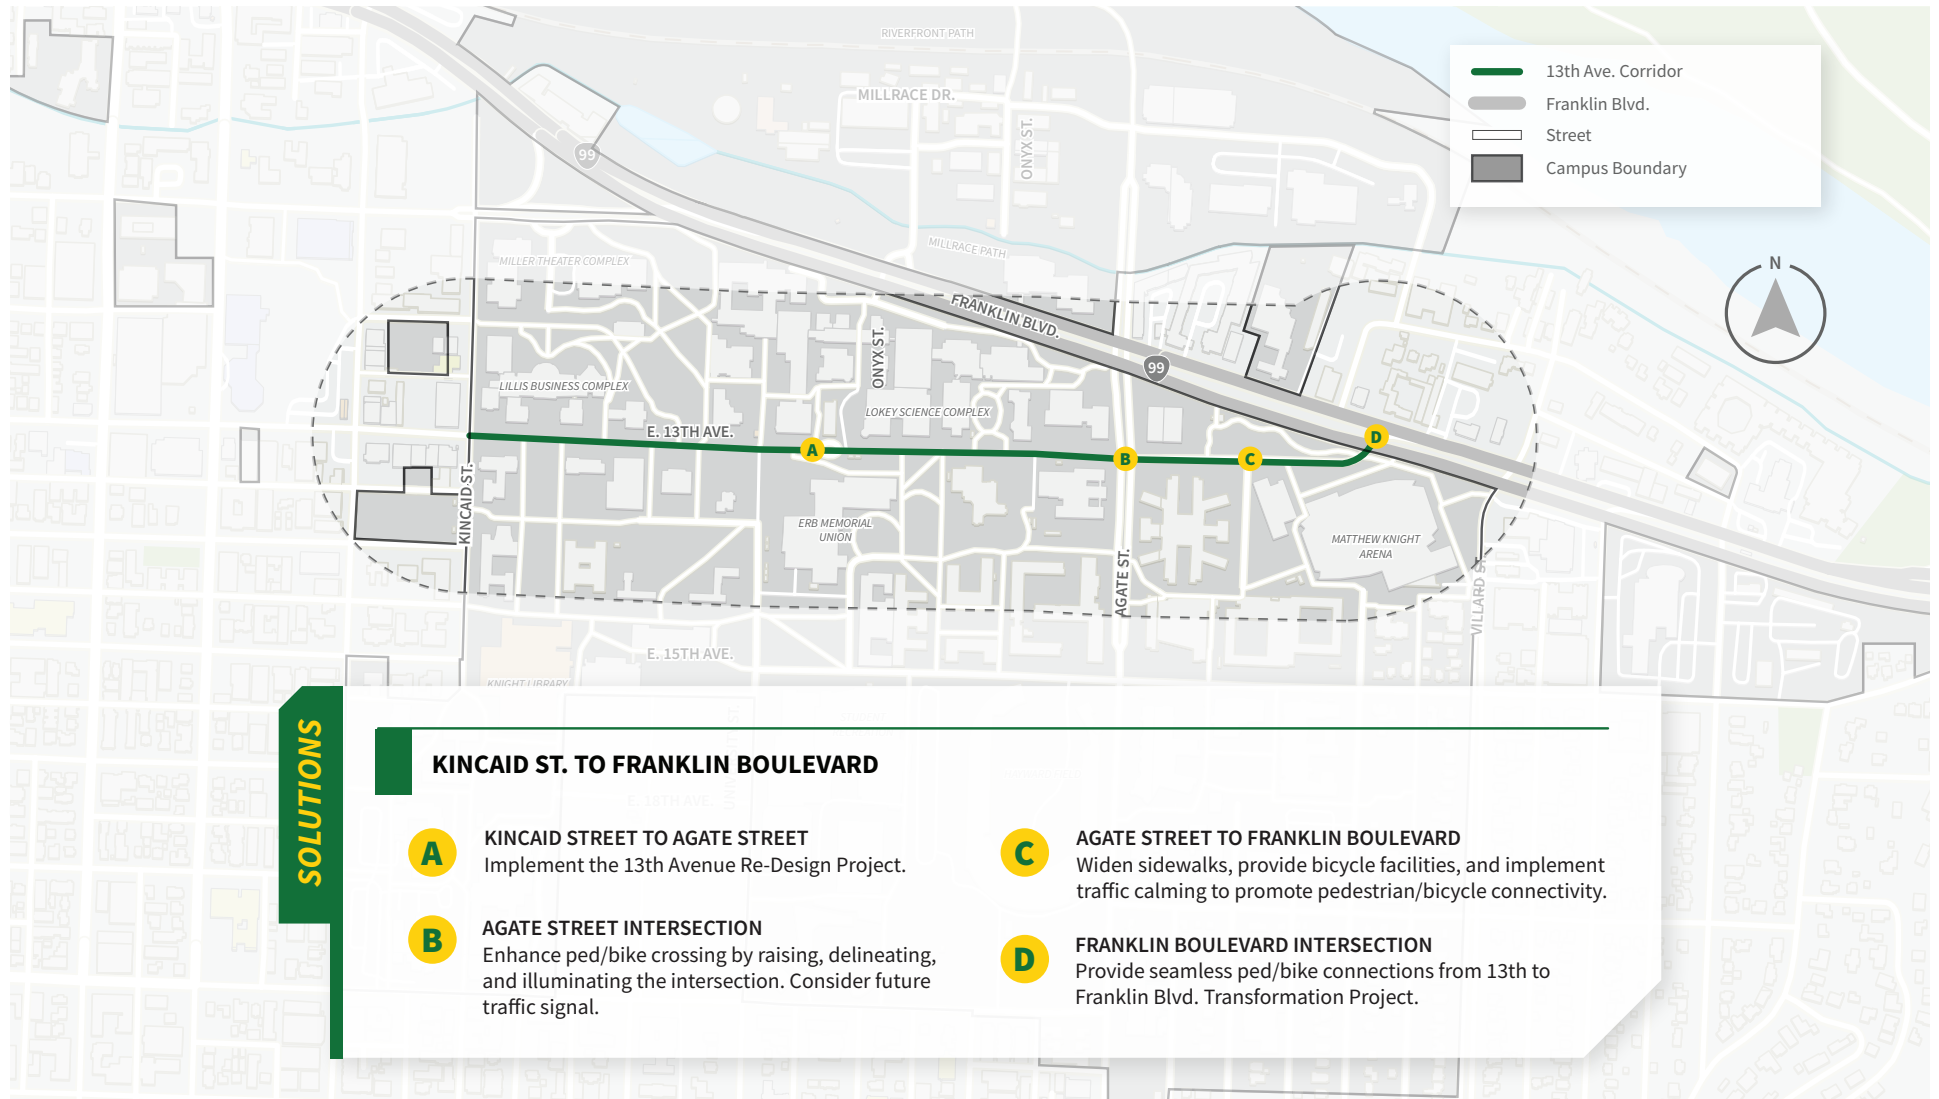 RIVERFRONT PATH
MILLRACE DR.
ONYX ST.
99
MILLRACE PATH
MILLER THEATER COMPLEX
13th Ave. Corridor
Franklin Blvd.
Street
Campus Boundary
N
FRANKLIN BLVD.
ONYX ST.
99
LILLIS BUSINESS COMPLEX
LOKEY SCIENCE COMPLEX
E. 13TH AVE.
A
B
C
D
KINCAID ST.
ERB MEMORIAL
UNION
MATTHEW KNIGHT
ARENA
AGATE ST.
VILLARD ST.
E. 15TH AVE.
KNIGHT LIBRARY
SOLUTIONS
KINCAID ST. TO FRANKLIN BOULEVARD
A
KINCAID STREET TO AGATE STREET
Implement the 13th Avenue Re-Design Project.
B
AGATE STREET INTERSECTION
Enhance ped/bike crossing by raising, delineating,
and illuminating the intersection. Consider future
traffic signal.
C
AGATE STREET TO FRANKLIN BOULEVARD
Widen sidewalks, provide bicycle facilities, and implement
traffic calming to promote pedestrian/bicycle connectivity.
D
FRANKLIN BOULEVARD INTERSECTION
Provide seamless ped/bike connections from 13th to
Franklin Blvd. Transformation Project.